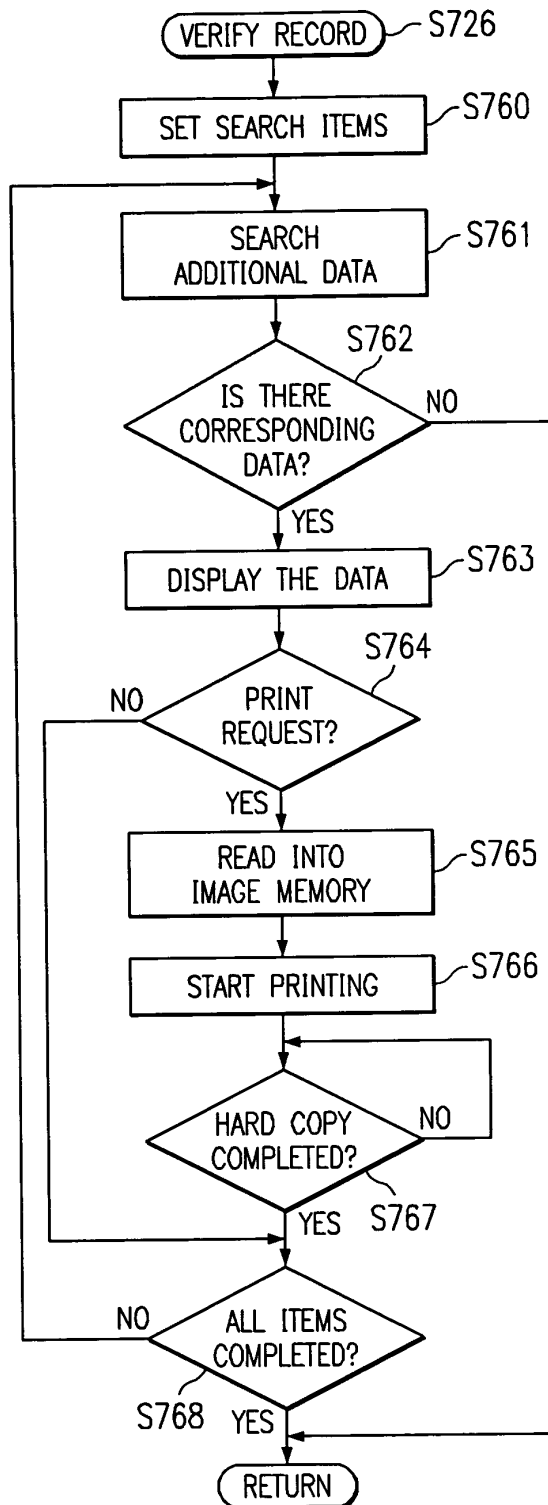 VERIFY RECORD
S726
SET SEARCH ITEMS
S760
SEARCH
ADDITIONAL DATA
S761
S762
IS THERE
CORRESPONDING
DATA?
NO
YES
DISPLAY THE DATA
S763
S764
NO
PRINT
REQUEST?
YES
READ INTO
IMAGE MEMORY
S765
START PRINTING
S766
HARD COPY
COMPLETED?
NO
S767
YES
NO
ALL ITEMS
COMPLETED?
S768
YES
RETURN